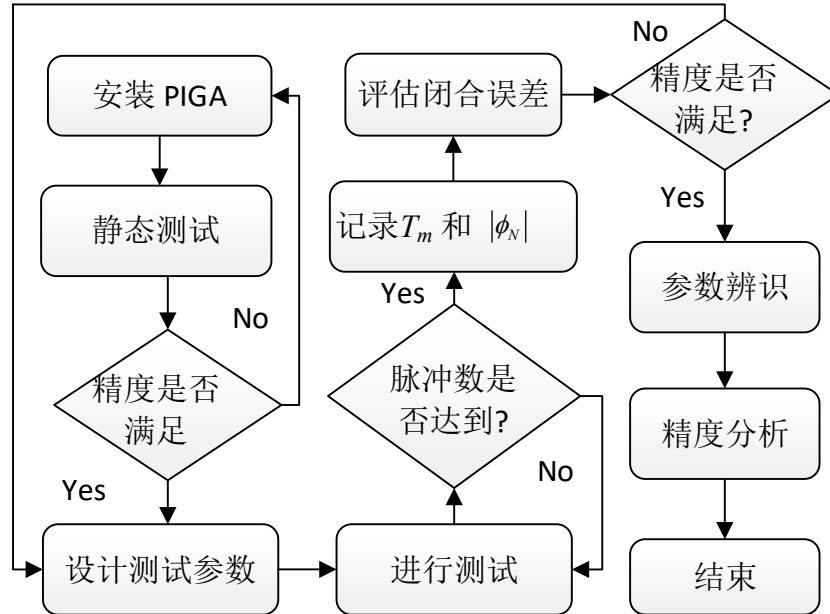 安装 PIGA
静态测试
No
精度是否
满足
Yes
设计测试参数
进行测试
脉冲数是
否达到?
No
Yes
记录T_m 和 |ϕ_N|
评估闭合误差
No
精度是否
满足?
Yes
参数辨识
精度分析
结束